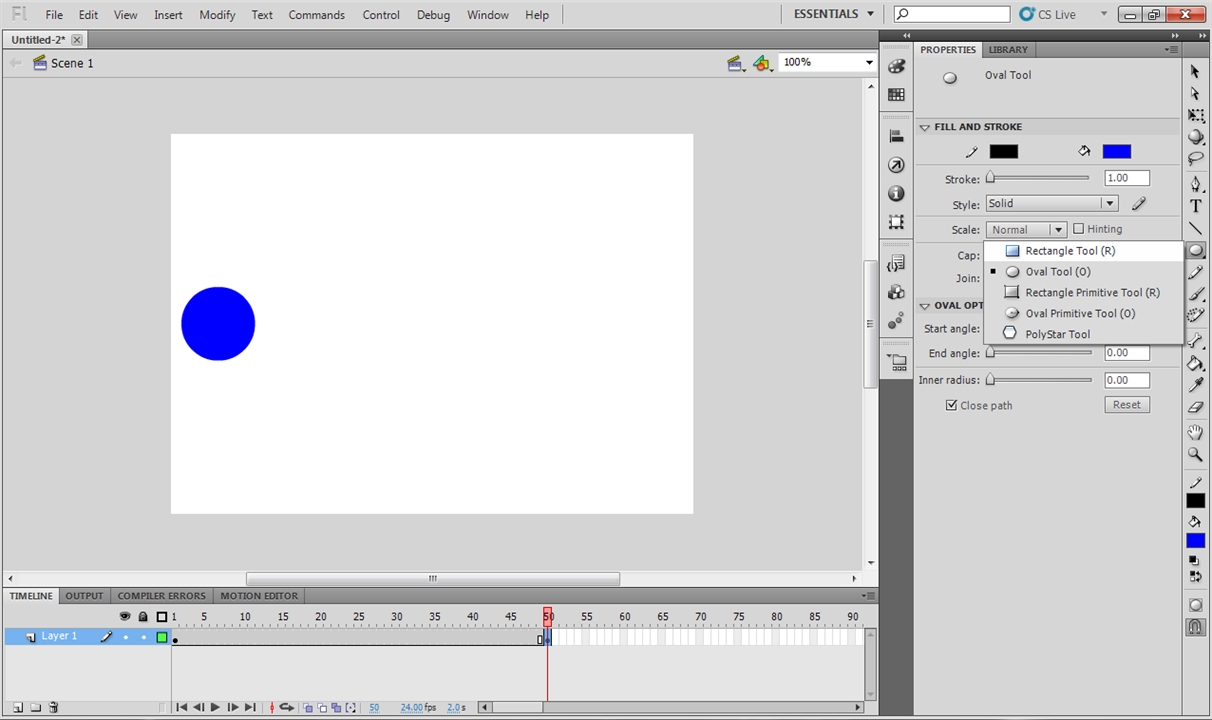 Fl File Edit View Insert Modify Text Commands Control Debug Window Help ESSENTIALS CS Live
Untitled-2*
Scene 1 100%
PROPERTIES LIBRARY
Oval Tool
FILL AND STROKE
Stroke: 1.00
Style: Solid
Scale: Normal Hinting
Cap:
Join:
Rectangle Tool (R)
Oval Tool (O)
Rectangle Primitive Tool (R)
Oval Primitive Tool (O)
PolyStar Tool
OVAL OPT
Start angle:
End angle: 0.00
Inner radius: 0.00
Close path Reset
T
TIMELINE OUTPUT COMPILER ERRORS MOTION EDITOR
1 5 10 15 20 25 30 35 40 45 50 55 60 65 70 75 80 85 90
Layer 1
50 24.00 fps 2.0 s